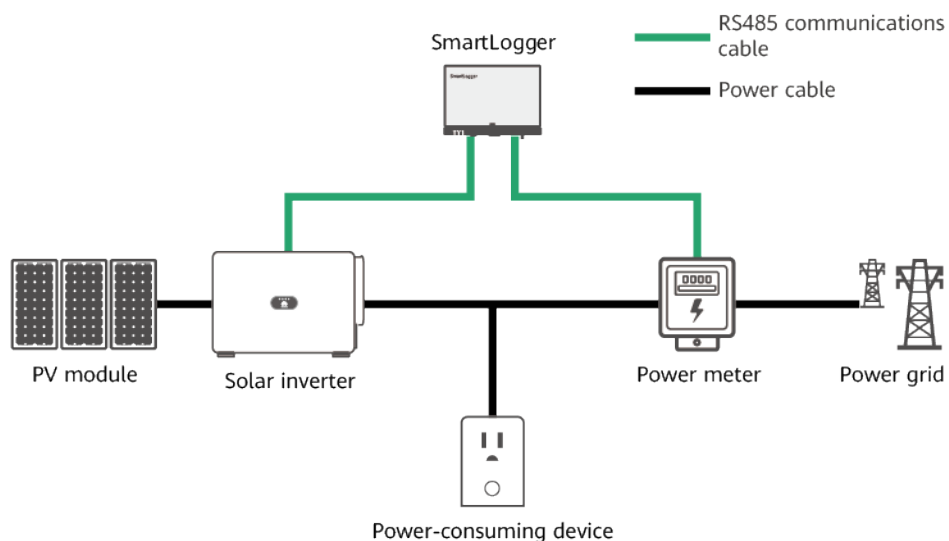 SmartLogger
RS485 communications
cable
Power cable
SmartLogger
0000
PV module
Solar inverter
Power meter
Power grid
Power-consuming device